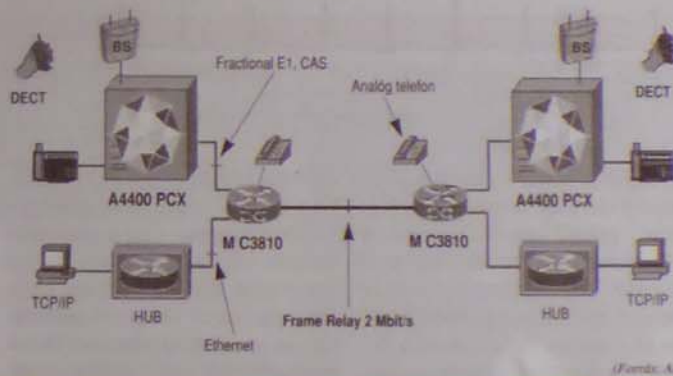 BS
BS
DECT
Fractional E1, CAS
Analóg telefon
DECT
A4400 PCX
A4400 PCX
M C3810
M C3810
TCP/IP
HUB
Frame Relay 2 Mbit/s
HUB
TCP/IP
Ethernet
(Forrás: A